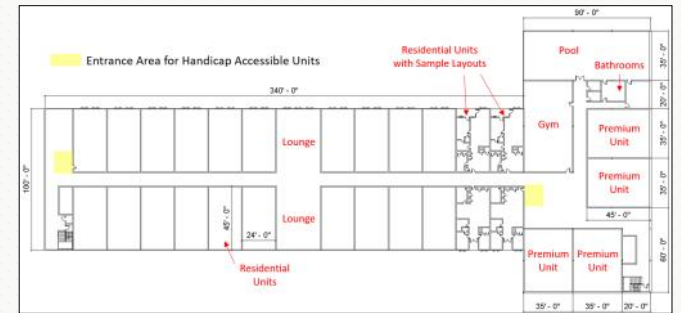 90' - 0"
Pool
35' - 0"
Entrance Area for Handicap Accessible Units
Residential Units
with Sample Layouts
Bathrooms
20' - 0"
340' - 0"
Lounge
Gym
Premium
Unit
35' - 0"
100' - 0"
Premium
Unit
35' - 0"
Lounge
45' - 0"
24' - 0"
45' - 0"
Residential
Units
Premium
Unit
Premium
Unit
60' - 0"
35' - 0"
35' - 0"
20' - 0"